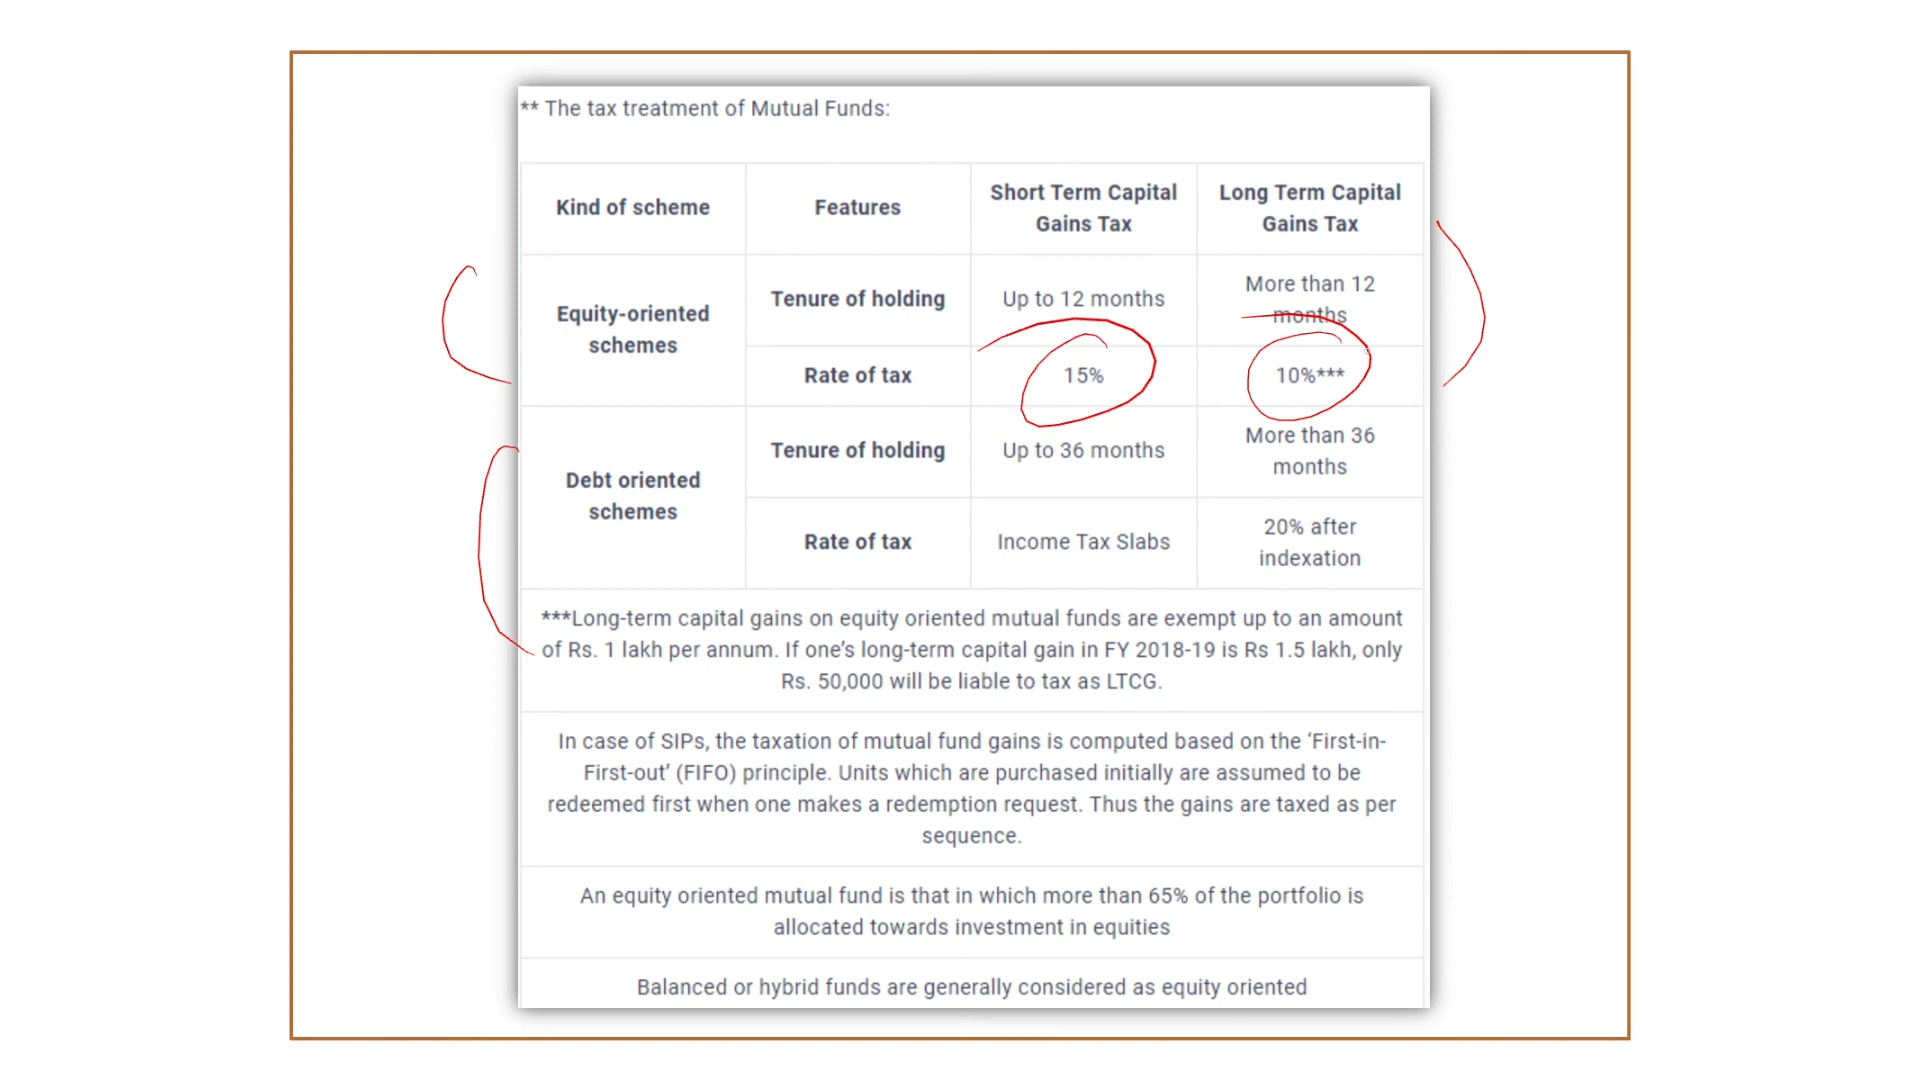 ** The tax treatment of Mutual Funds:
Kind of scheme
Features
Short Term Capital
Gains Tax
Long Term Capital
Gains Tax
Equity-oriented
schemes
Tenure of holding
Up to 12 months
More than 12
months
Rate of tax
15%
10%***
Debt oriented
schemes
Tenure of holding
Up to 36 months
More than 36
months
Rate of tax
Income Tax Slabs
20% after
indexation
***Long-term capital gains on equity oriented mutual funds are exempt up to an amount
of Rs. 1 lakh per annum. If one’s long-term capital gain in FY 2018-19 is Rs 1.5 lakh, only
Rs. 50,000 will be liable to tax as LTCG.
In case of SIPs, the taxation of mutual fund gains is computed based on the ‘First-in-
First-out’ (FIFO) principle. Units which are purchased initially are assumed to be
redeemed first when one makes a redemption request. Thus the gains are taxed as per
sequence.
An equity oriented mutual fund is that in which more than 65% of the portfolio is
allocated towards investment in equities
Balanced or hybrid funds are generally considered as equity oriented